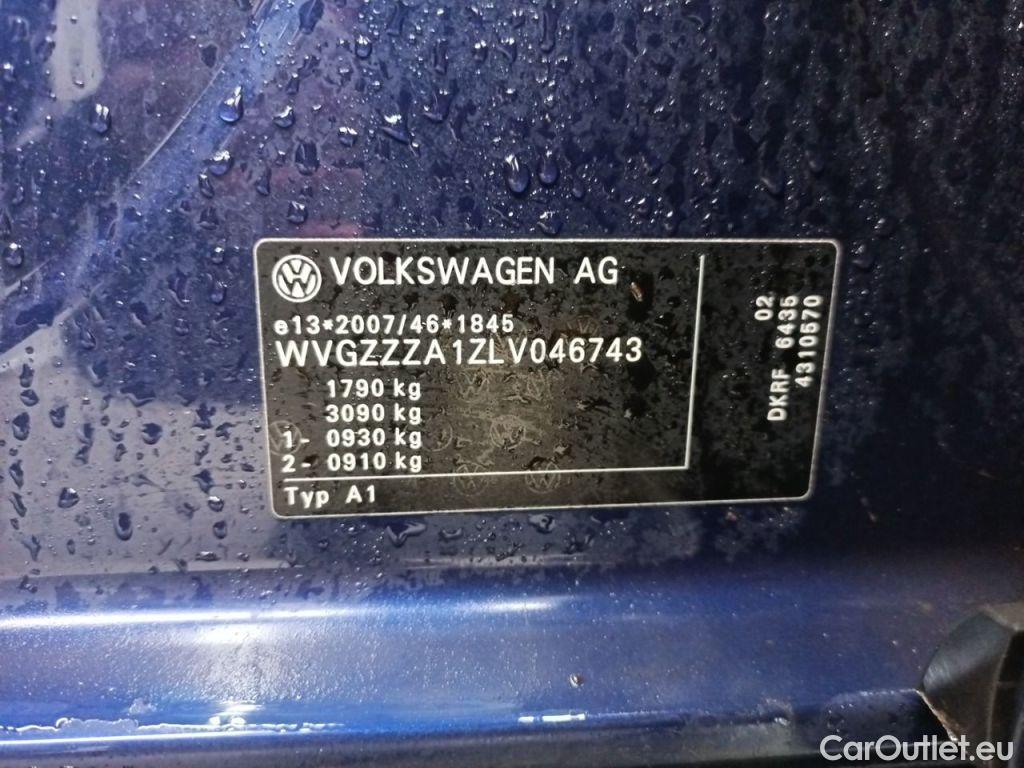 VOLKSWAGEN AG
e13*2007/46*1845
WVGZZZA1ZLV046743
1790 kg
3090 kg
1- 0930 kg
2- 0910 kg
Typ A1
02
DKRF 6435
4310570
CarOutlet.eu